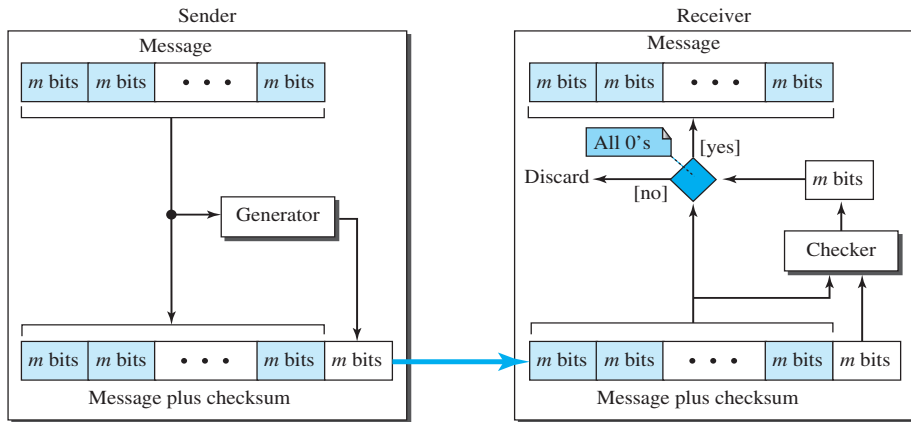 Sender
Message
m bits m bits • • • m bits
Generator
m bits m bits • • • m bits m bits
Message plus checksum
Receiver
Message
m bits m bits • • • m bits
All 0's
[yes]
Discard
[no]
m bits
Checker
m bits m bits • • • m bits m bits
Message plus checksum